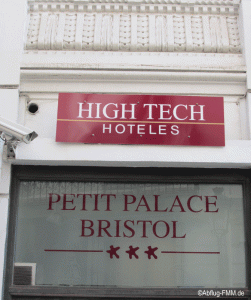 HIGH TECH
HOTELES
PETIT PALACE
BRISTOL
©Abflug-FMM.de